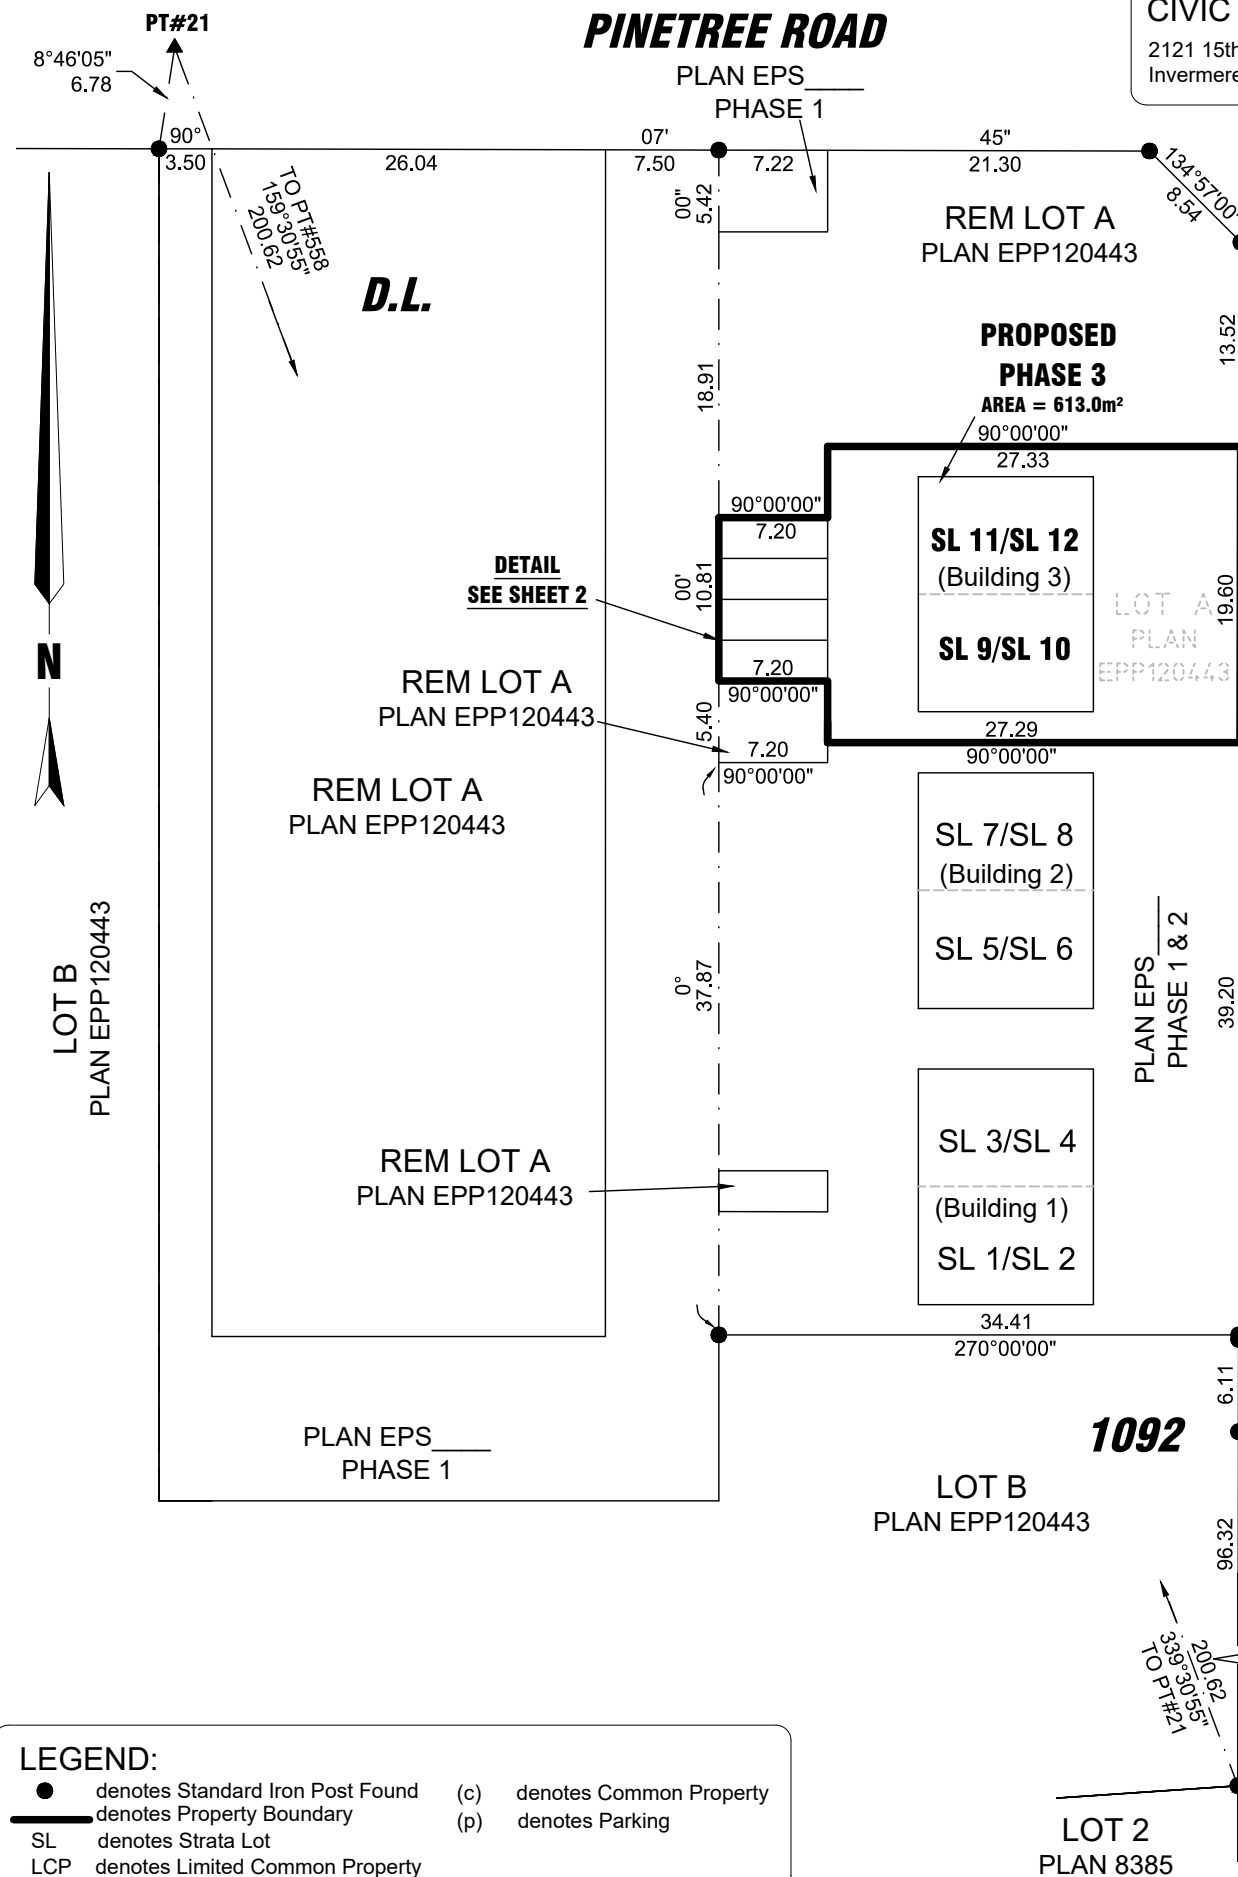 PT#21
8°46'05"
6.78
PINETREE ROAD
PLAN EPS____
PHASE 1
CIVIC
2121 15th
Invermere
90°
07'
45"
3.50
26.04
7.50
7.22
21.30
134°57'00"
8.54
00"
5.42
TO PT#558
159°30'55"
200.62
D.L.
REM LOT A
PLAN EPP120443
13.52
18.91
PROPOSED
PHASE 3
AREA = 613.0m²
90°00'00"
27.33
90°00'00"
7.20
SL 11/SL 12
(Building 3)
DETAIL
SEE SHEET 2
00'
10.81
LOT A
PLAN
EPP120443
19.60
SL 9/SL 10
N
7.20
90°00'00"
REM LOT A
PLAN EPP120443
5.40
27.29
90°00'00"
7.20
90°00'00"
REM LOT A
PLAN EPP120443
SL 7/SL 8
(Building 2)
SL 5/SL 6
LOT B
PLAN EPP120443
0°
37.87
PLAN EPS____
PHASE 1 & 2
39.20
REM LOT A
PLAN EPP120443
SL 3/SL 4
(Building 1)
SL 1/SL 2
34.41
270°00'00"
6.11
PLAN EPS____
PHASE 1
1092
LOT B
PLAN EPP120443
96.32
200.62
339°30'55"
TO PT#21
LEGEND:
denotes Standard Iron Post Found
(c) denotes Common Property
denotes Property Boundary
(p) denotes Parking
SL denotes Strata Lot
LCP denotes Limited Common Property
LOT 2
PLAN 8385